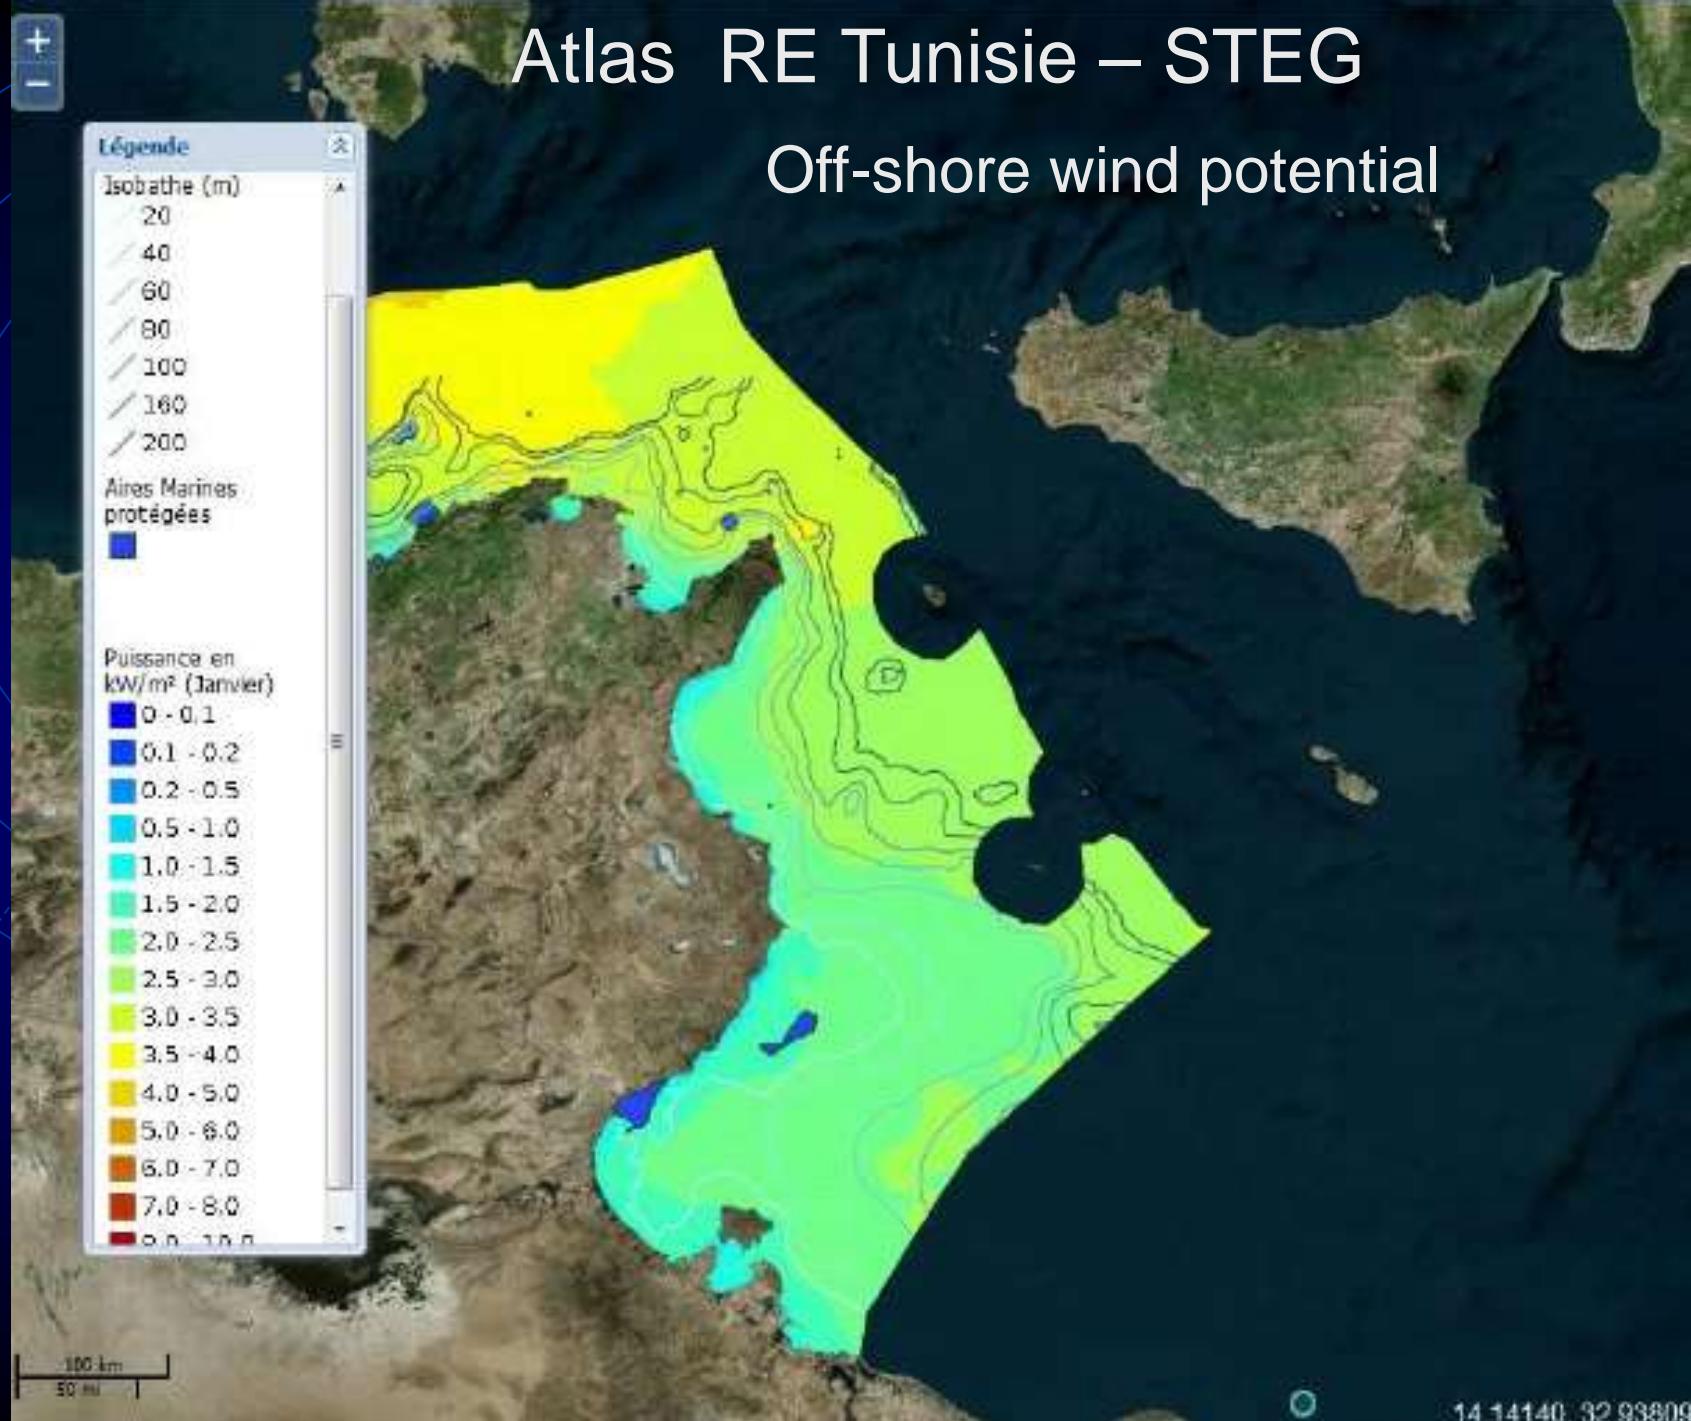 Atlas RE Tunisie – STEG
Off-shore wind potential
+
−
Légende
Isobathe (m)
20
40
60
80
100
160
200
Aires Marines
protégées
Puissance en
kW/m² (Janvier)
0 - 0.1
0.1 - 0.2
0.2 - 0.5
0.5 - 1.0
1.0 - 1.5
1.5 - 2.0
2.0 - 2.5
2.5 - 3.0
3.0 - 3.5
3.5 - 4.0
4.0 - 5.0
5.0 - 6.0
6.0 - 7.0
7.0 - 8.0
100 km
50 mi
14.14140, 32.93809